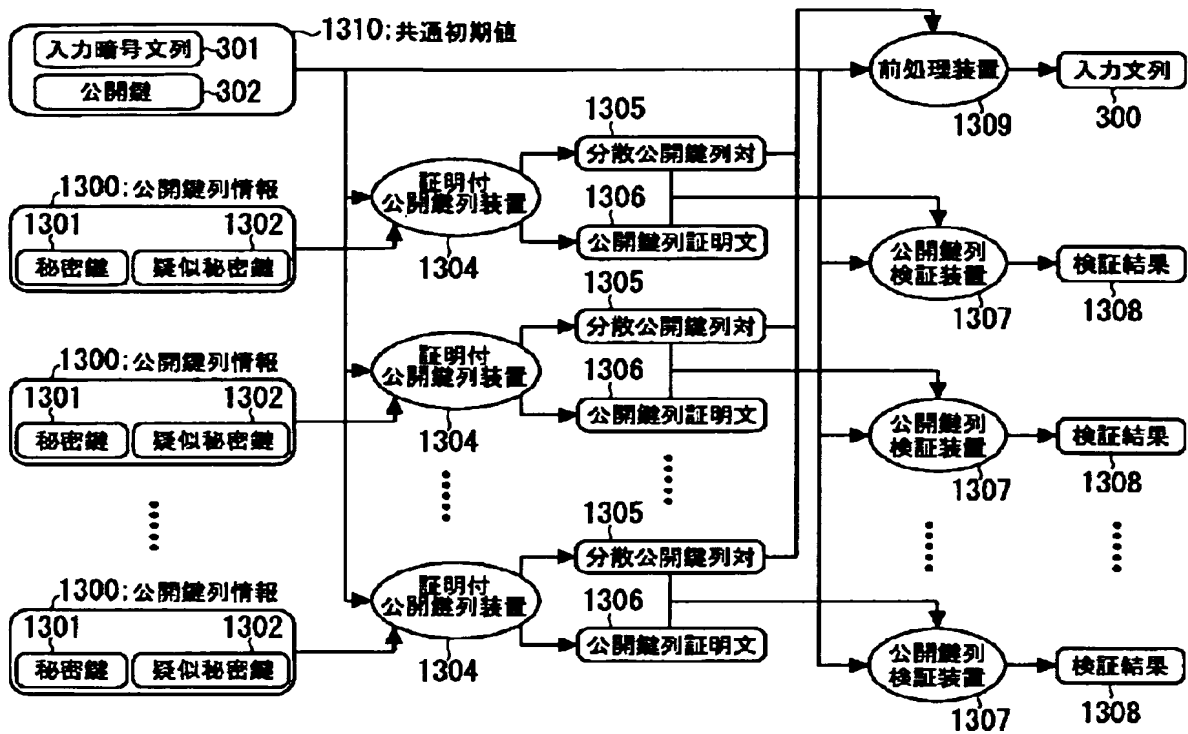 1310:共通初期値
入力暗号文列
301
公開鍵
302
前処理装置
1309
入力文列
300
1300:公開鍵列情報
1301
1302
秘密鍵
疑似秘密鍵
証明付
公開鍵列装置
1304
1305
分散公開鍵列対
1306
公開鍵列証明文
公開鍵列
検証装置
1307
検証結果
1308
1300:公開鍵列情報
1301
1302
秘密鍵
疑似秘密鍵
証明付
公開鍵列装置
1304
1305
分散公開鍵列対
1306
公開鍵列証明文
公開鍵列
検証装置
1307
検証結果
1308
1300:公開鍵列情報
1301
1302
秘密鍵
疑似秘密鍵
証明付
公開鍵列装置
1304
1305
分散公開鍵列対
1306
公開鍵列証明文
公開鍵列
検証装置
1307
検証結果
1308